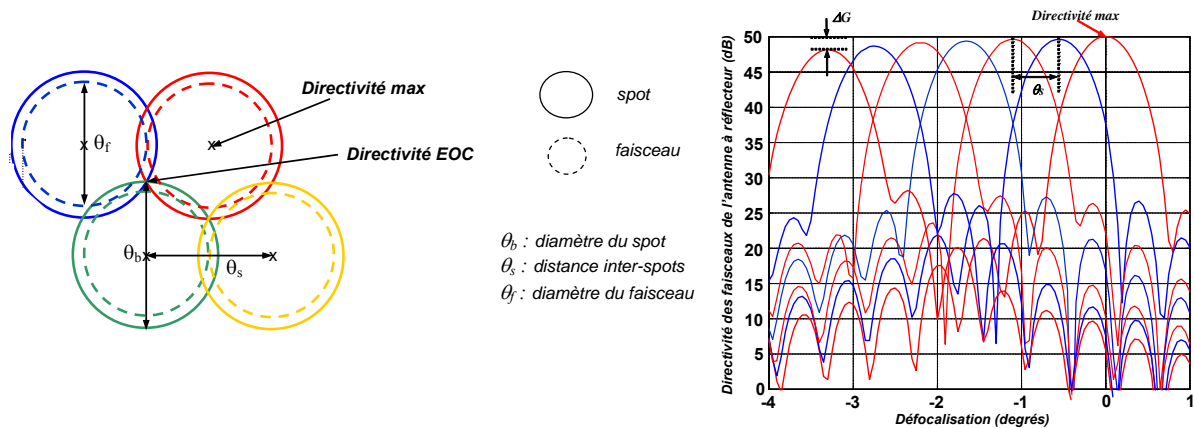 Directivité max
Directivité EOC
θf
θb
θs
spot
faisceau
θb : diamètre du spot
θs : distance inter-spots
θf : diamètre du faisceau
ΔG
Directivité max
θs
Directivité des faisceaux de l'antenne à réflecteur (dB)
50
45
40
35
30
25
20
15
10
5
0
-4 -3 -2 -1 0 1
Défocalisation (degrés)